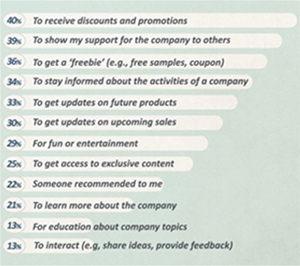 40% To receive discounts and promotions
39% To show my support for the company to others
36% To get a 'freebie' (e.g., free samples, coupon)
34% To stay informed about the activities of a company
33% To get updates on future products
30% To get updates on upcoming sales
29% For fun or entertainment
25% To get access to exclusive content
22% Someone recommended to me
21% To learn more about the company
13% For education about company topics
13% To interact (e.g, share ideas, provide feedback)